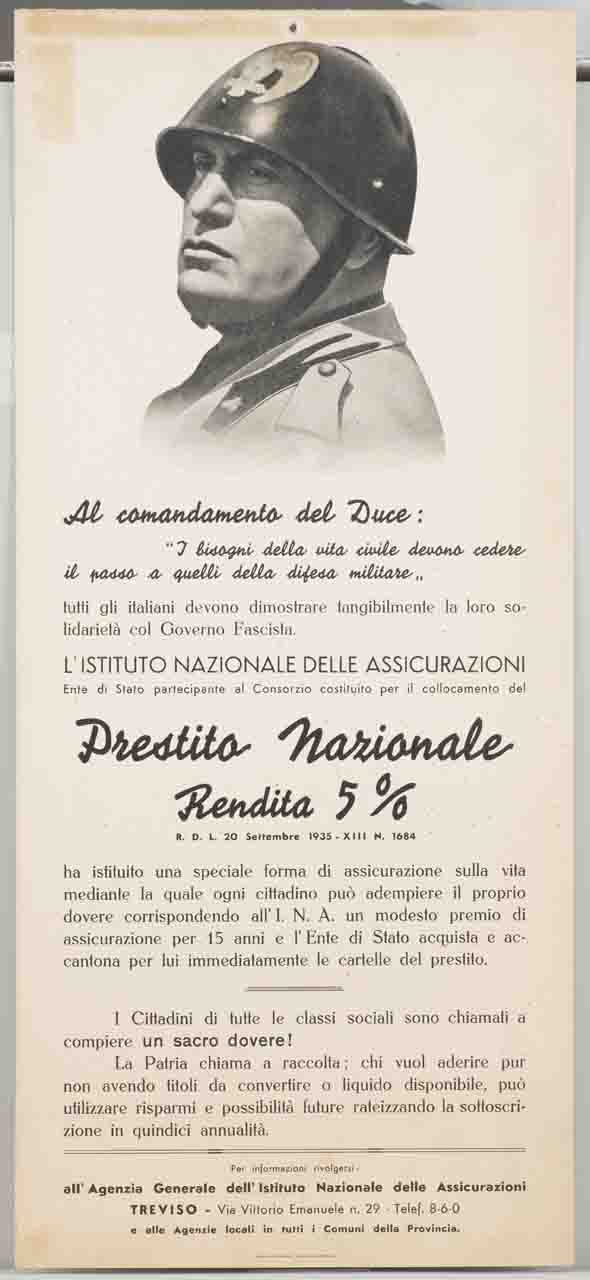 Al comandamento del Duce:
"I bisogni della vita civile devono cedere
il passo a quelli della difesa militare„
tutti gli italiani devono dimostrare tangibilmente la loro so-
lidarietà col Governo Fascista.
L'ISTITUTO NAZIONALE DELLE ASSICURAZIONI
Ente di Stato partecipante al Consorzio costituito per il collocamento del
Prestito Nazionale
Rendita 5%
R. D. L. 20 Settembre 1935 - XIII N. 1684
ha istituito una speciale forma di assicurazione sulla vita
mediante la quale ogni cittadino può adempiere il proprio
dovere corrispondendo all'I. N. A. un modesto premio di
assicurazione per 15 anni e l'Ente di Stato acquista e ac-
cantona per lui immediatamente le cartelle del prestito.
I Cittadini di tutte le classi sociali sono chiamati a
compiere un sacro dovere!
La Patria chiama a raccolta; chi vuol aderire pur
non avendo titoli da convertire o liquido disponibile, può
utilizzare risparmi e possibilità future rateizzando la sottoscri-
zione in quindici annualità.
Per informazioni rivolgersi:
all'Agenzia Generale dell'Istituto Nazionale delle Assicurazioni
TREVISO - Via Vittorio Emanuele n. 29 - Telef. 8-6-0
e alle Agenzie locali in tutti i Comuni della Provincia.